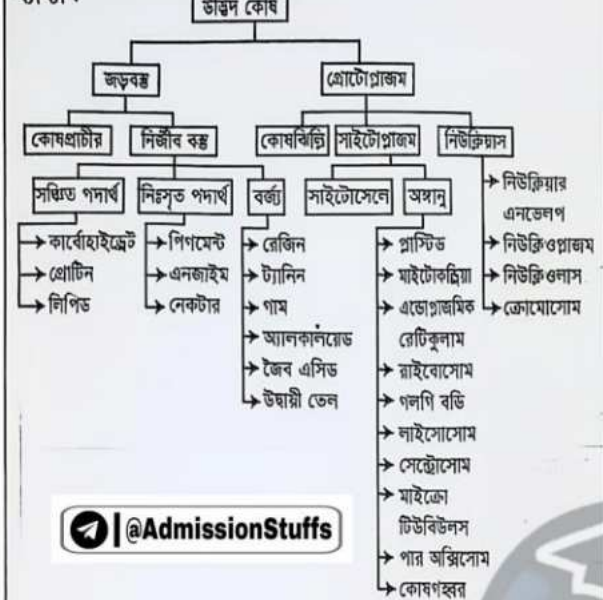 উদ্ভিদ কোষ
জড়বস্তু
প্রোটোপ্লাজম
কোষপ্রাচীর
নির্জীব বস্তু
কোষঝিল্লি
সাইটোপ্লাজম
নিউক্লিয়াস
সঞ্চিত পদার্থ
নিঃসৃত পদার্থ
বর্জ্য
সাইটোসেলে
অঙ্গানু
কার্বোহাইড্রেট
প্রোটিন
লিপিড
পিগমেন্ট
এনজাইম
নেকটার
রেজিন
ট্যানিন
গাম
অ্যালকালয়েড
জৈব এসিড
উদ্বায়ী তেল
প্লাস্টিড
মাইটোকন্ড্রিয়া
এন্ডোপ্লাজমিক
রেটিকুলাম
রাইবোসোম
গলগি বডি
লাইসোসোম
সেন্ট্রোসোম
মাইক্রো
টিউবিউলস
পার অক্সিসোম
কোষগহ্বর
নিউক্লিয়ার
এনভেলপ
নিউক্লিওপ্লাজম
নিউক্লিওলাস
ক্রোমোসোম
@AdmissionStuffs